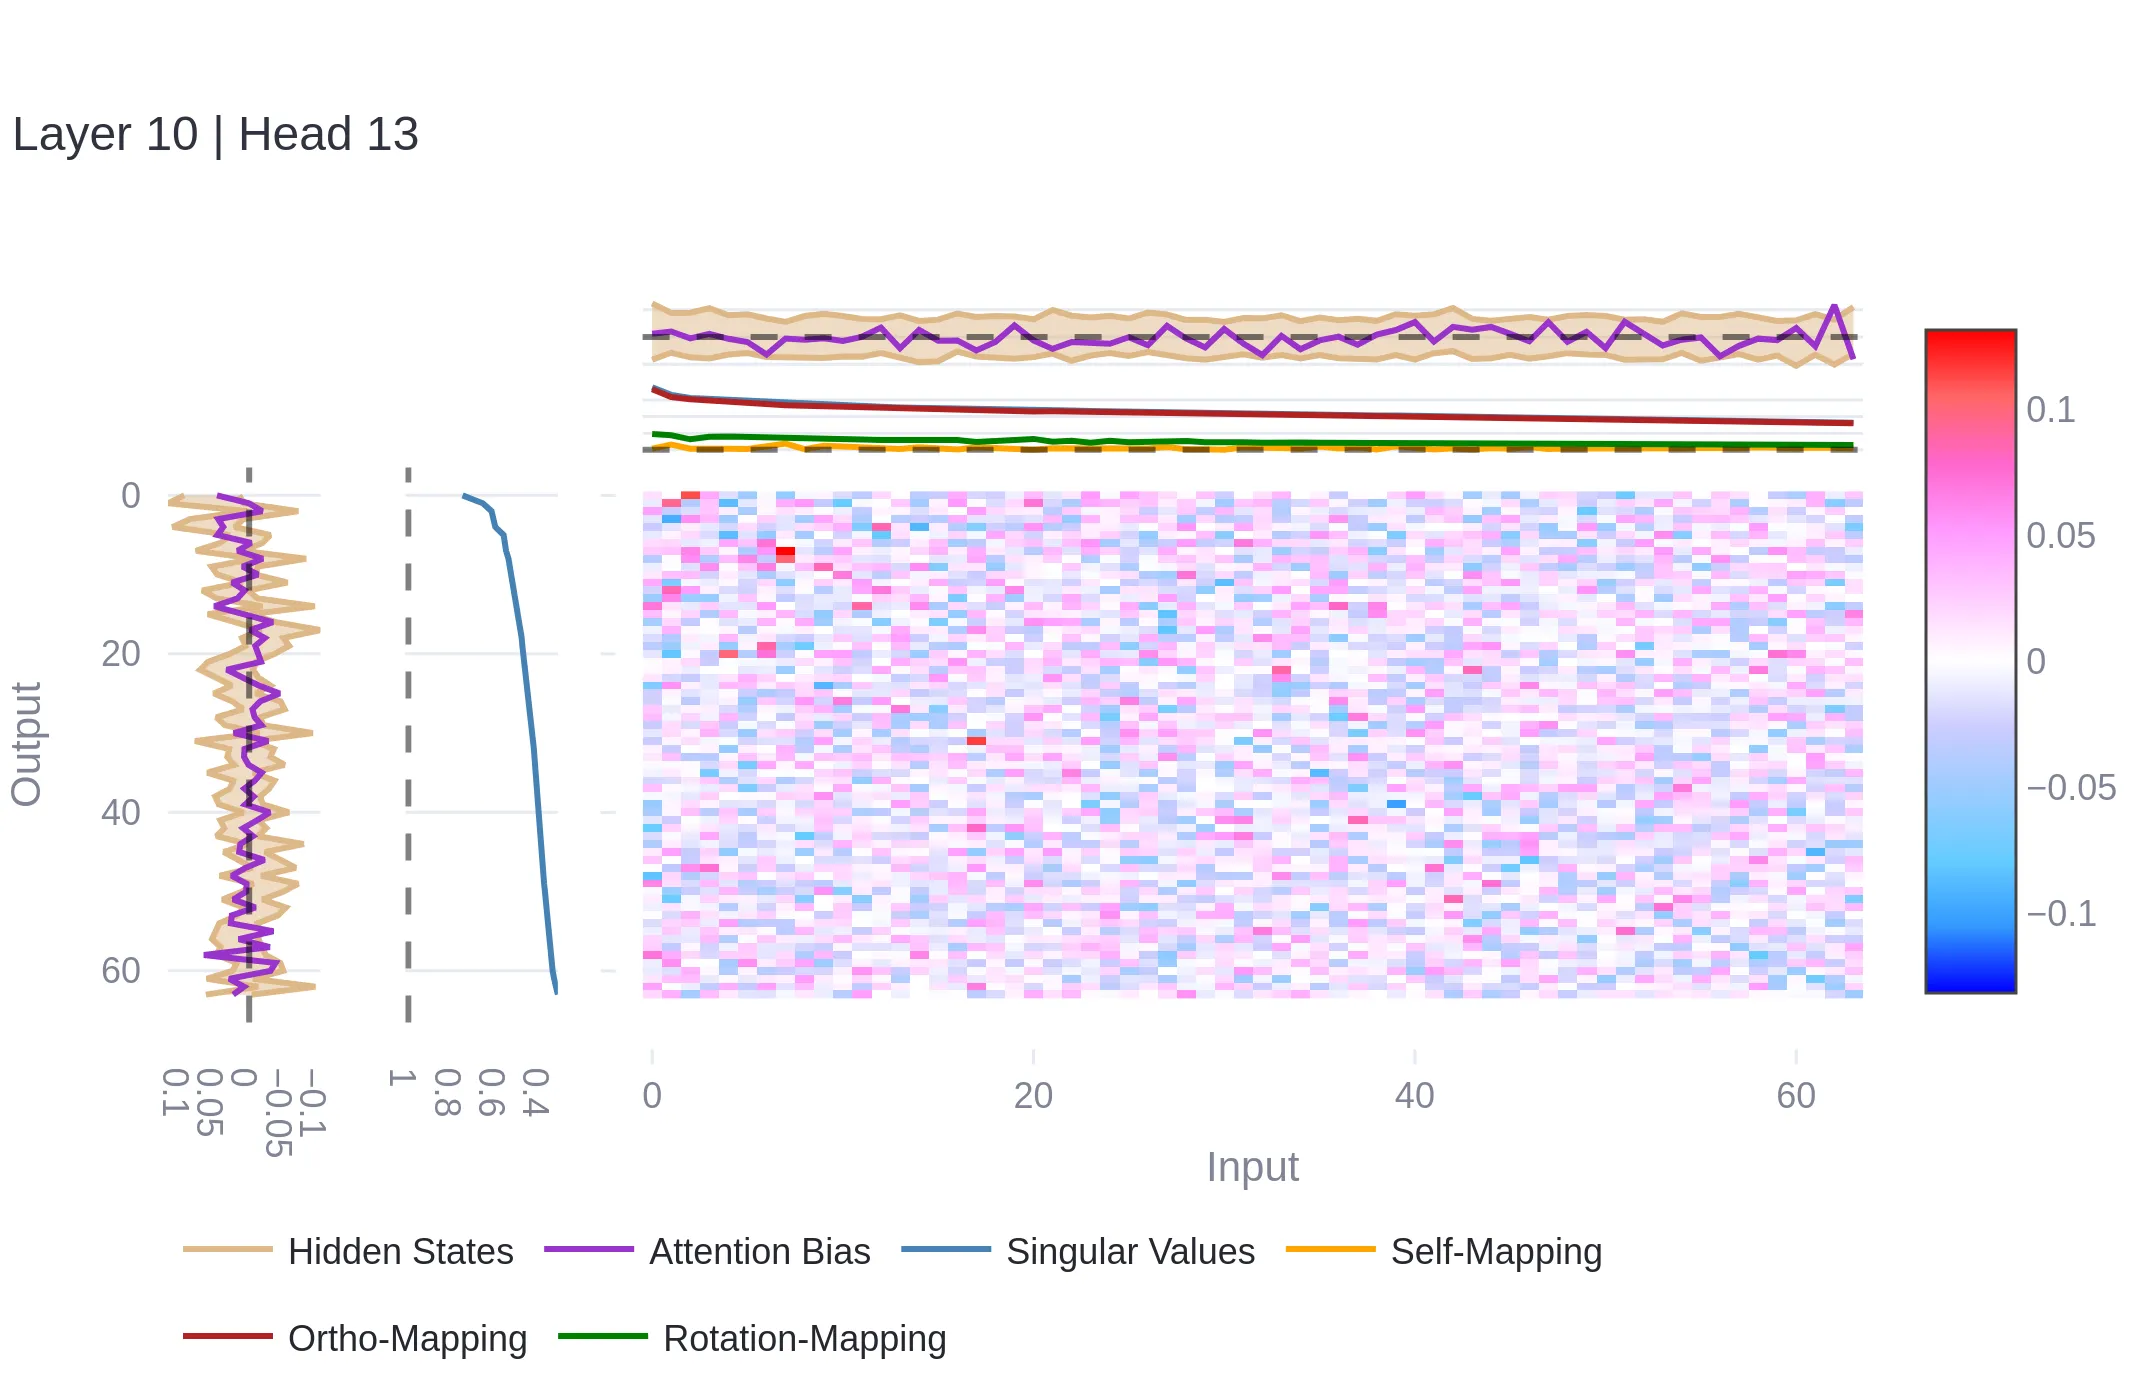 Layer 10 | Head 13
0
20
40
60
Output
0.1
0.05
0
−0.05
−0.1
1
0.8
0.6
0.4
0
20
40
60
Input
0.1
0.05
0
−0.05
−0.1
Hidden States
Attention Bias
Singular Values
Self-Mapping
Ortho-Mapping
Rotation-Mapping